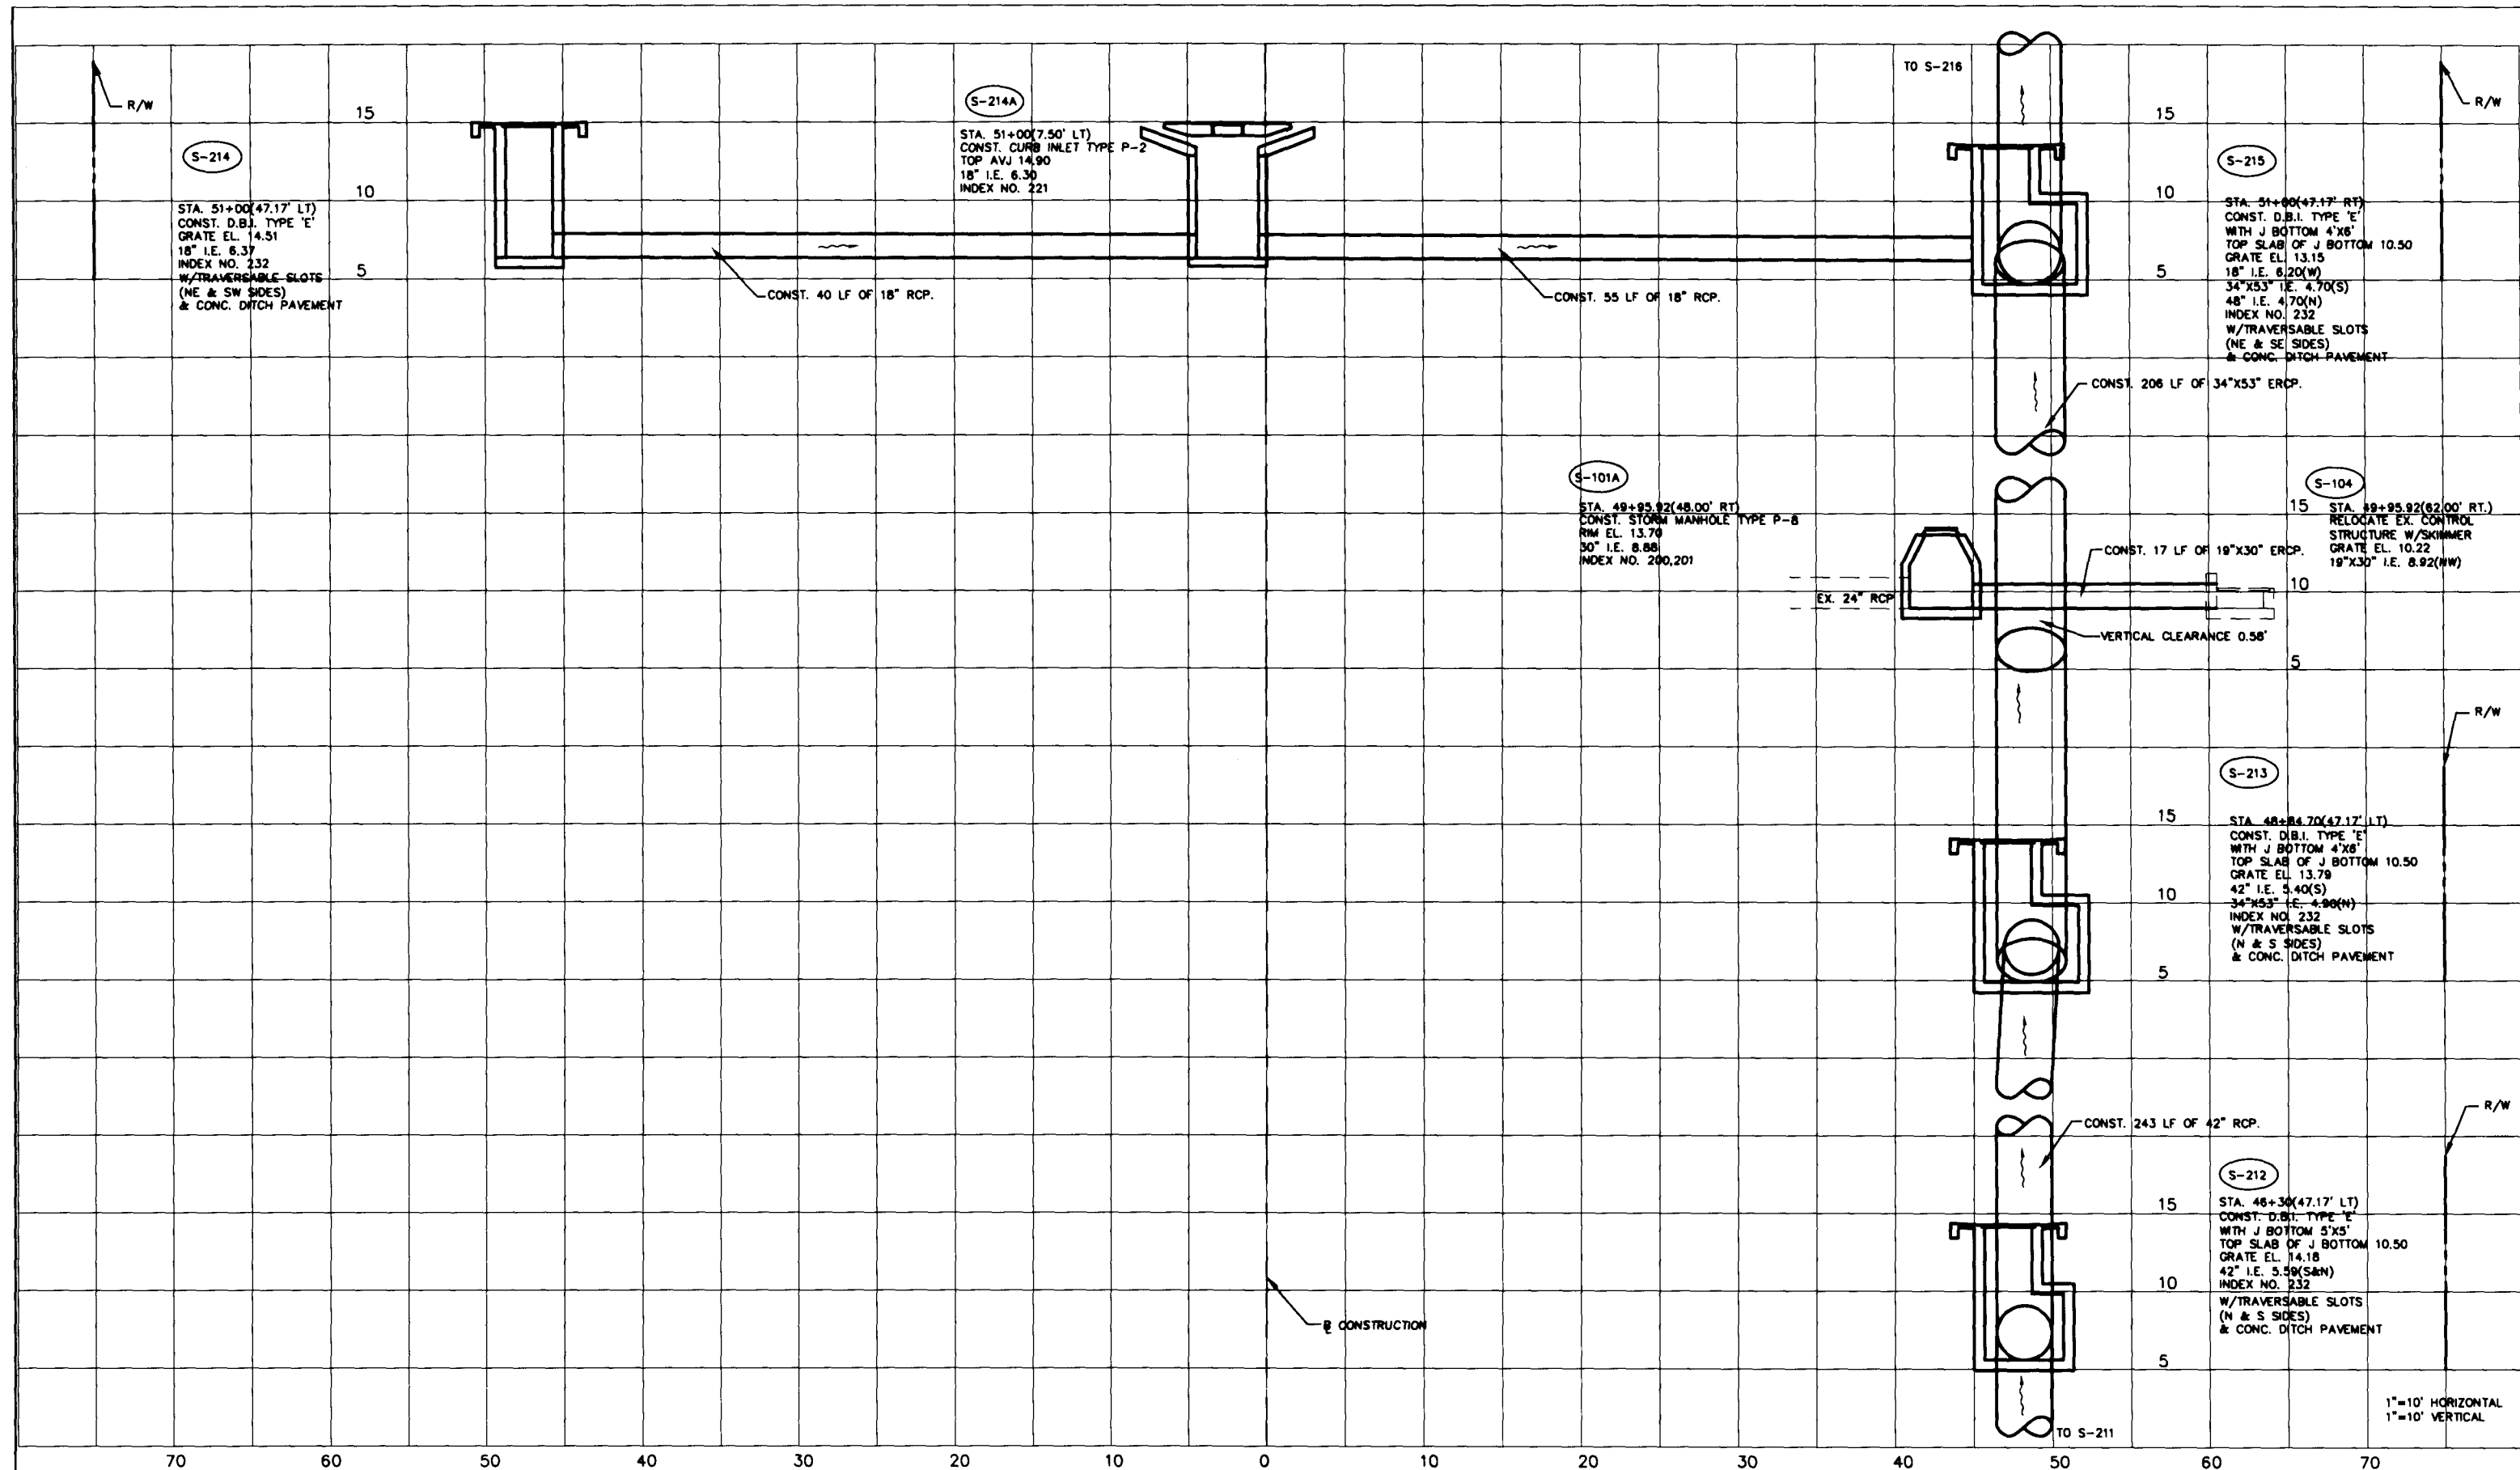 TO S-216
R/W
R/W
15
15
S-214A
STA. 51+00(7.50' LT)
CONST. CURB INLET TYPE P-2
TOP AVJ 14.90
18" I.E. 6.30
INDEX NO. 221
S-214
STA. 51+00(47.17' LT)
CONST. D.B.I. TYPE 'E'
GRATE EL. 14.51
18" I.E. 6.37
INDEX NO. 232
W/TRAVERSABLE SLOTS
(NE & SW SIDES)
& CONC. DITCH PAVEMENT
10
5
CONST. 40 LF OF 18" RCP.
CONST. 55 LF OF 18" RCP.
10
5
S-215
STA. 51+00(47.17' RT)
CONST. D.B.I. TYPE 'E'
WITH J BOTTOM 4'X6'
TOP SLAB OF J BOTTOM 10.50
GRATE EL. 13.15
18" I.E. 6.20(W)
34"X53" I.E. 4.70(S)
48" I.E. 4.70(N)
INDEX NO. 232
W/TRAVERSABLE SLOTS
(NE & SE SIDES)
& CONC. DITCH PAVEMENT
CONST. 206 LF OF 34"X53" ERCP.
S-101A
STA. 49+95.92(48.00' RT)
CONST. STORM MANHOLE TYPE P-8
RIM EL. 13.70
30" I.E. 8.88
INDEX NO. 200,201
S-104
15
STA. 49+95.92(62.00' RT.)
RELOCATE EX. CONTROL
STRUCTURE W/SKIMMER
GRATE EL. 10.22
19"X30" I.E. 8.92(NW)
CONST. 17 LF OF 19"X30" ERCP.
10
EX. 24" RCP
VERTICAL CLEARANCE 0.58'
5
R/W
S-213
15
STA. 48+84.70(47.17' LT)
CONST. D.B.I. TYPE 'E'
WITH J BOTTOM 4'X6'
TOP SLAB OF J BOTTOM 10.50
GRATE EL. 13.79
42" I.E. 5.40(S)
34"X53" I.E. 4.98(N)
INDEX NO. 232
W/TRAVERSABLE SLOTS
(N & S SIDES)
& CONC. DITCH PAVEMENT
10
5
R/W
CONST. 243 LF OF 42" RCP.
S-212
15
STA. 46+30(47.17' LT)
CONST. D.B.I. TYPE 'E'
WITH J BOTTOM 5'X5'
TOP SLAB OF J BOTTOM 10.50
GRATE EL. 14.18
42" I.E. 5.59(S&N)
INDEX NO. 232
W/TRAVERSABLE SLOTS
(N & S SIDES)
& CONC. DITCH PAVEMENT
10
5
℄ CONSTRUCTION
1"=10' HORIZONTAL
1"=10' VERTICAL
TO S-211
70 60 50 40 30 20 10 0 10 20 30 40 50 60 70